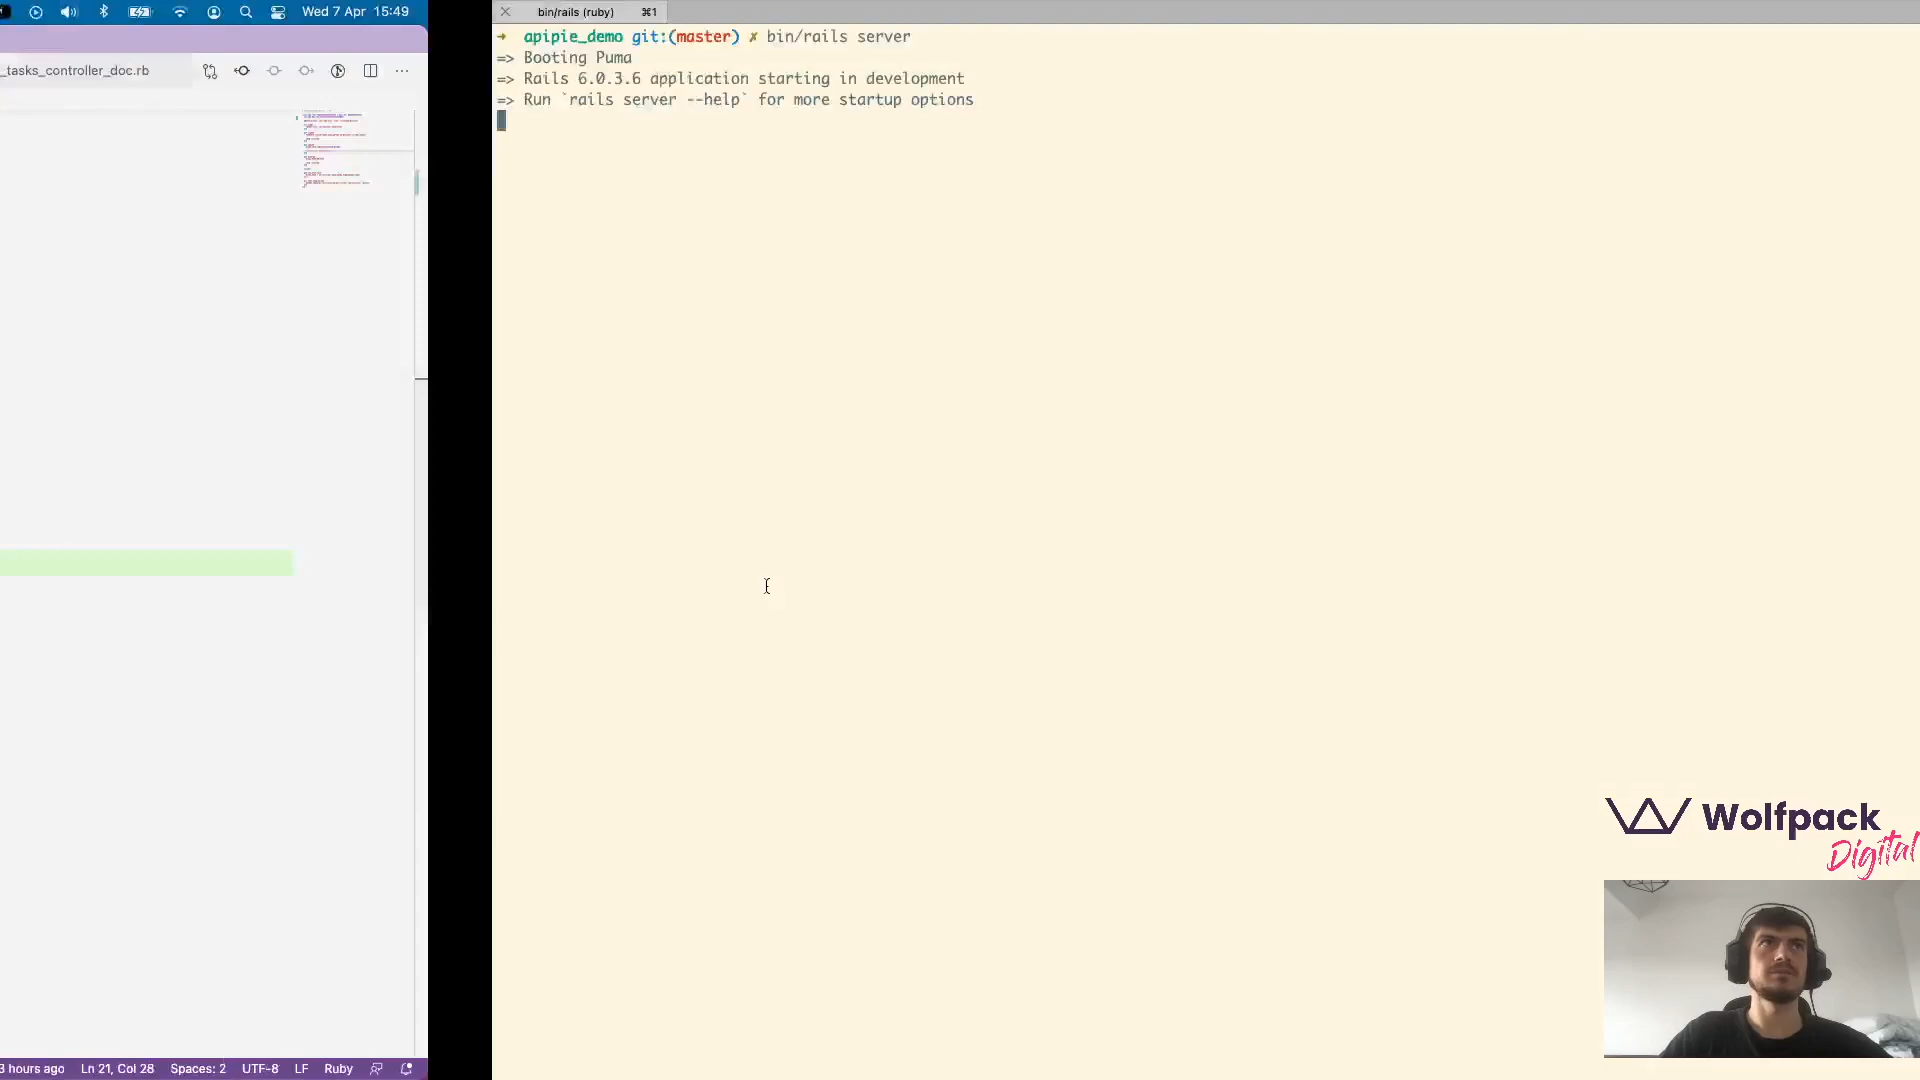 Wed 7 Apr 15:49
_tasks_controller_doc.rb
3 hours ago Ln 21, Col 28 Spaces: 2 UTF-8 LF Ruby
bin/rails (ruby) ⌘1
➜ apipie_demo git:(master) ✗ bin/rails server
=> Booting Puma
=> Rails 6.0.3.6 application starting in development
=> Run `rails server --help` for more startup options
Wolfpack
Digital